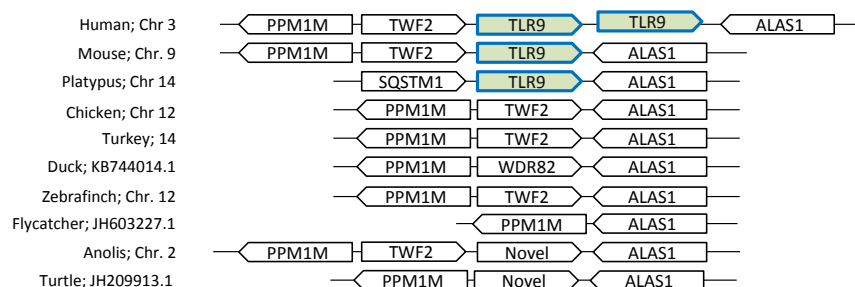 Human; Chr 3 PPM1M TWF2 TLR9 TLR9 ALAS1
Mouse; Chr. 9 PPM1M TWF2 TLR9 ALAS1
Platypus; Chr 14 SQSTM1 TLR9 ALAS1
Chicken; Chr 12 PPM1M TWF2 ALAS1
Turkey; 14 PPM1M TWF2 ALAS1
Duck; KB744014.1 PPM1M WDR82 ALAS1
Zebrafinch; Chr. 12 PPM1M TWF2 ALAS1
Flycatcher; JH603227.1 PPM1M ALAS1
Anolis; Chr. 2 PPM1M TWF2 Novel ALAS1
Turtle; JH209913.1 PPM1M Novel ALAS1